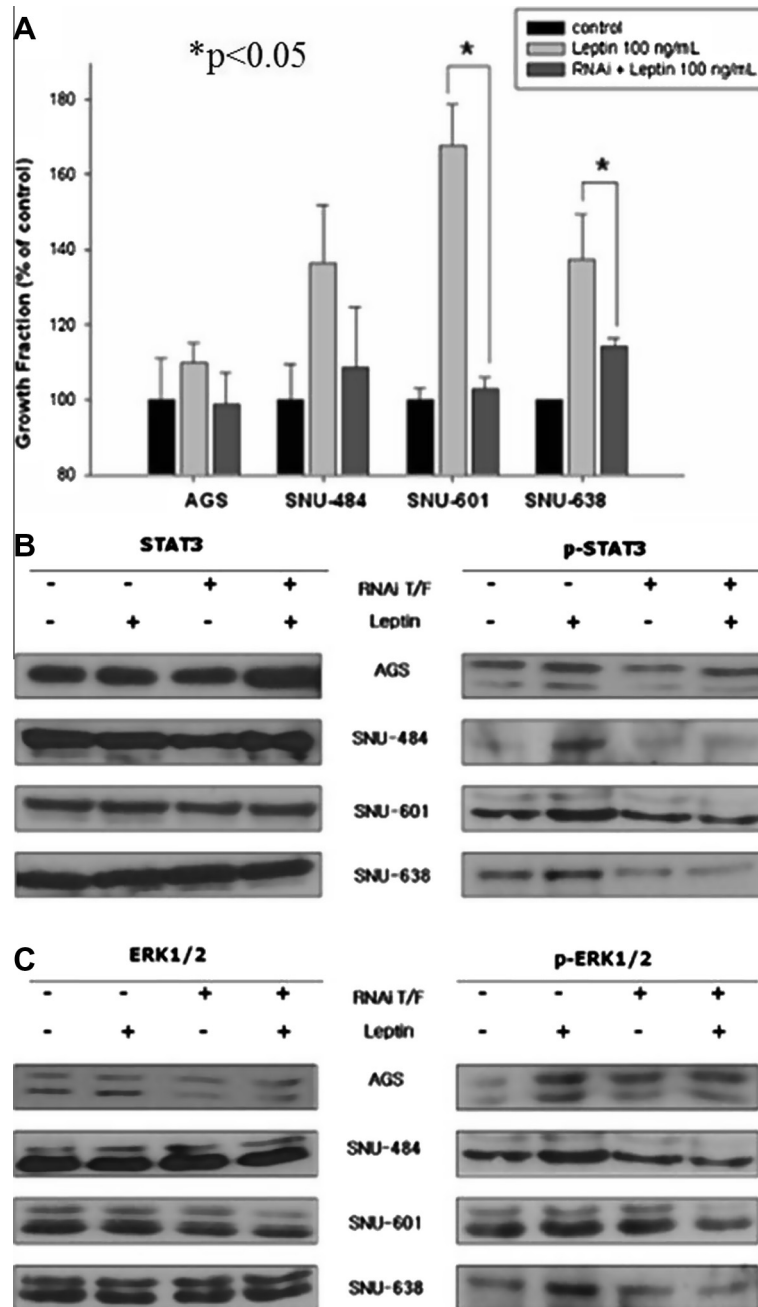 A
*p<0.05
control
Leptin 100 ng/mL
RNAi + Leptin 100 ng/mL
* *
Growth Fraction (% of control)
180
160
140
120
100
80
AGS SNU-484 SNU-601 SNU-638
B
STAT3 p-STAT3
- - + + RNAi T/F - - + +
- + - + Leptin - + - +
AGS
SNU-484
SNU-601
SNU-638
C
ERK1/2 p-ERK1/2
- - + + RNAi T/F - - + +
- + - + Leptin - + - +
AGS
SNU-484
SNU-601
SNU-638